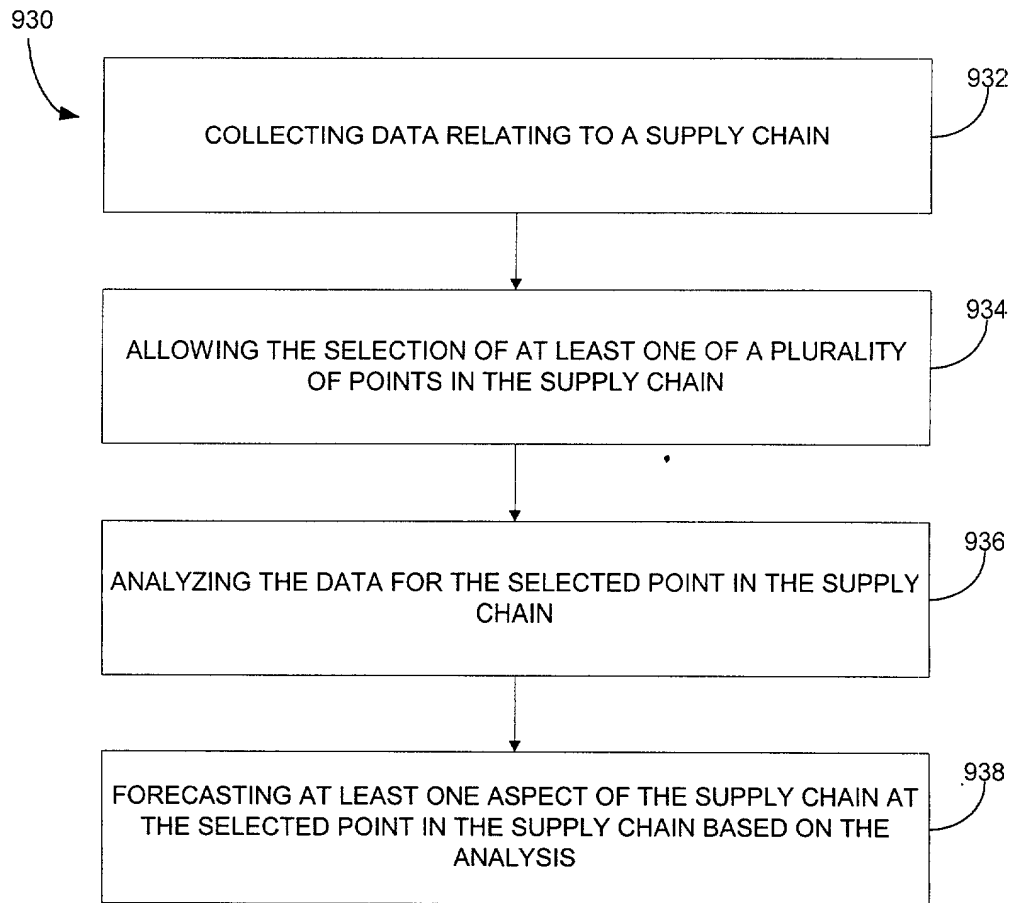 930
932
COLLECTING DATA RELATING TO A SUPPLY CHAIN
934
ALLOWING THE SELECTION OF AT LEAST ONE OF A PLURALITY
OF POINTS IN THE SUPPLY CHAIN
936
ANALYZING THE DATA FOR THE SELECTED POINT IN THE SUPPLY
CHAIN
938
FORECASTING AT LEAST ONE ASPECT OF THE SUPPLY CHAIN AT
THE SELECTED POINT IN THE SUPPLY CHAIN BASED ON THE
ANALYSIS